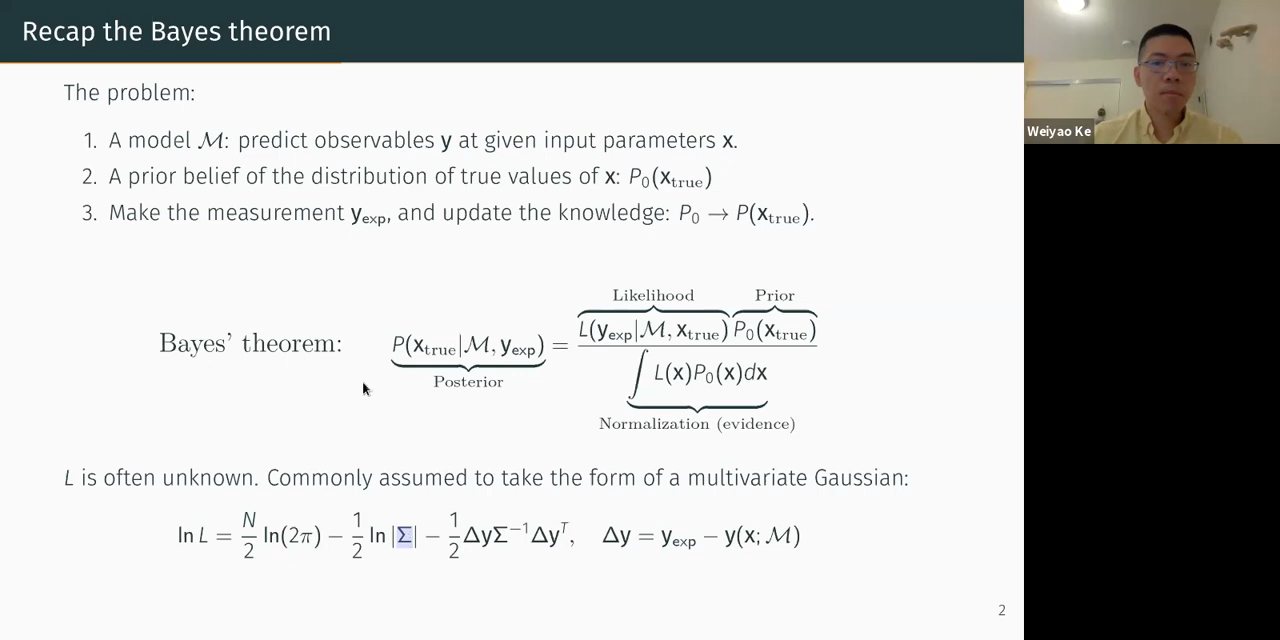 Recap the Bayes theorem
The problem:
1. A model ℳ: predict observables y at given input parameters x.
2. A prior belief of the distribution of true values of x: P₀(x_true)
3. Make the measurement y_exp, and update the knowledge: P₀ → P(x_true).
Likelihood Prior
Bayes' theorem: P(x_true|ℳ, y_exp) = L(y_exp|ℳ, x_true) P₀(x_true) / ∫ L(x)P₀(x)dx
Posterior
Normalization (evidence)
L is often unknown. Commonly assumed to take the form of a multivariate Gaussian:
ln L = N/2 ln(2π) − 1/2 ln |Σ| − 1/2 ΔyΣ⁻¹Δyᵀ, Δy = y_exp − y(x; ℳ)
2
Weiyao Ke